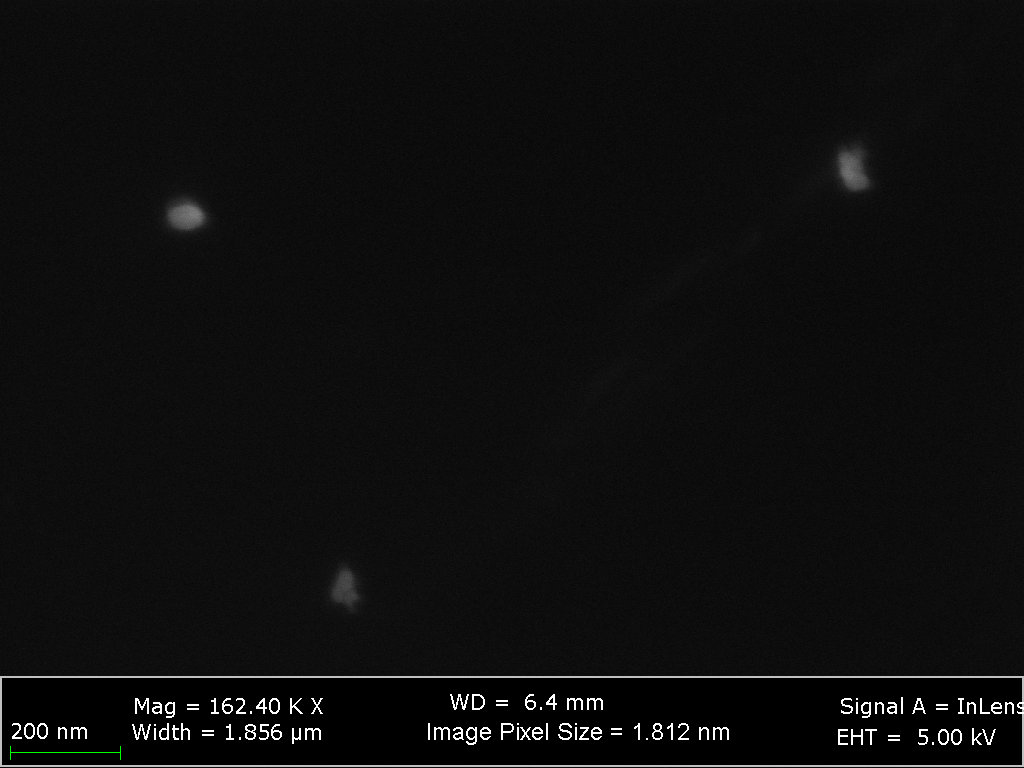 200 nm
Mag = 162.40 K X
Width = 1.856 µm
WD = 6.4 mm
Image Pixel Size = 1.812 nm
Signal A = InLens
EHT = 5.00 kV